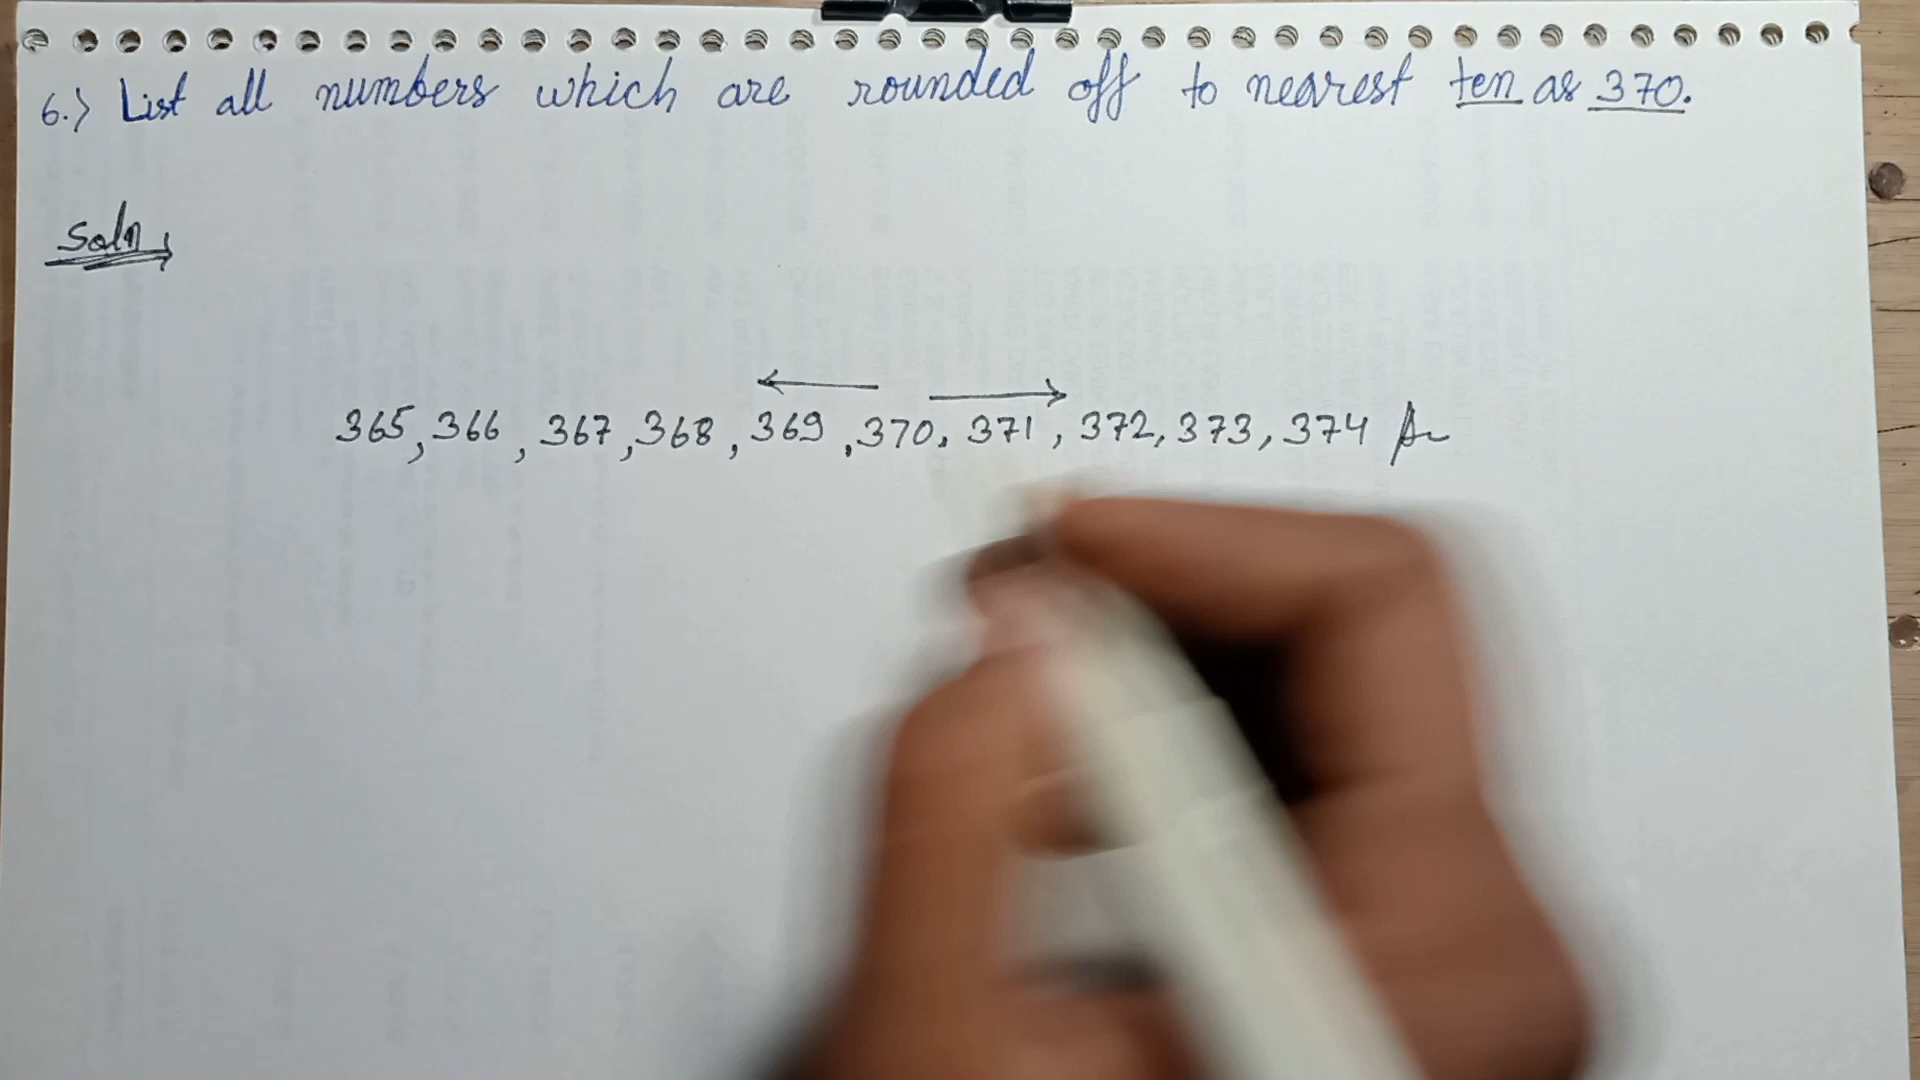 6.) List all numbers which are rounded off to nearest ten as 370.
Soln
365, 366, 367, 368, 369, 370, 371, 372, 373, 374